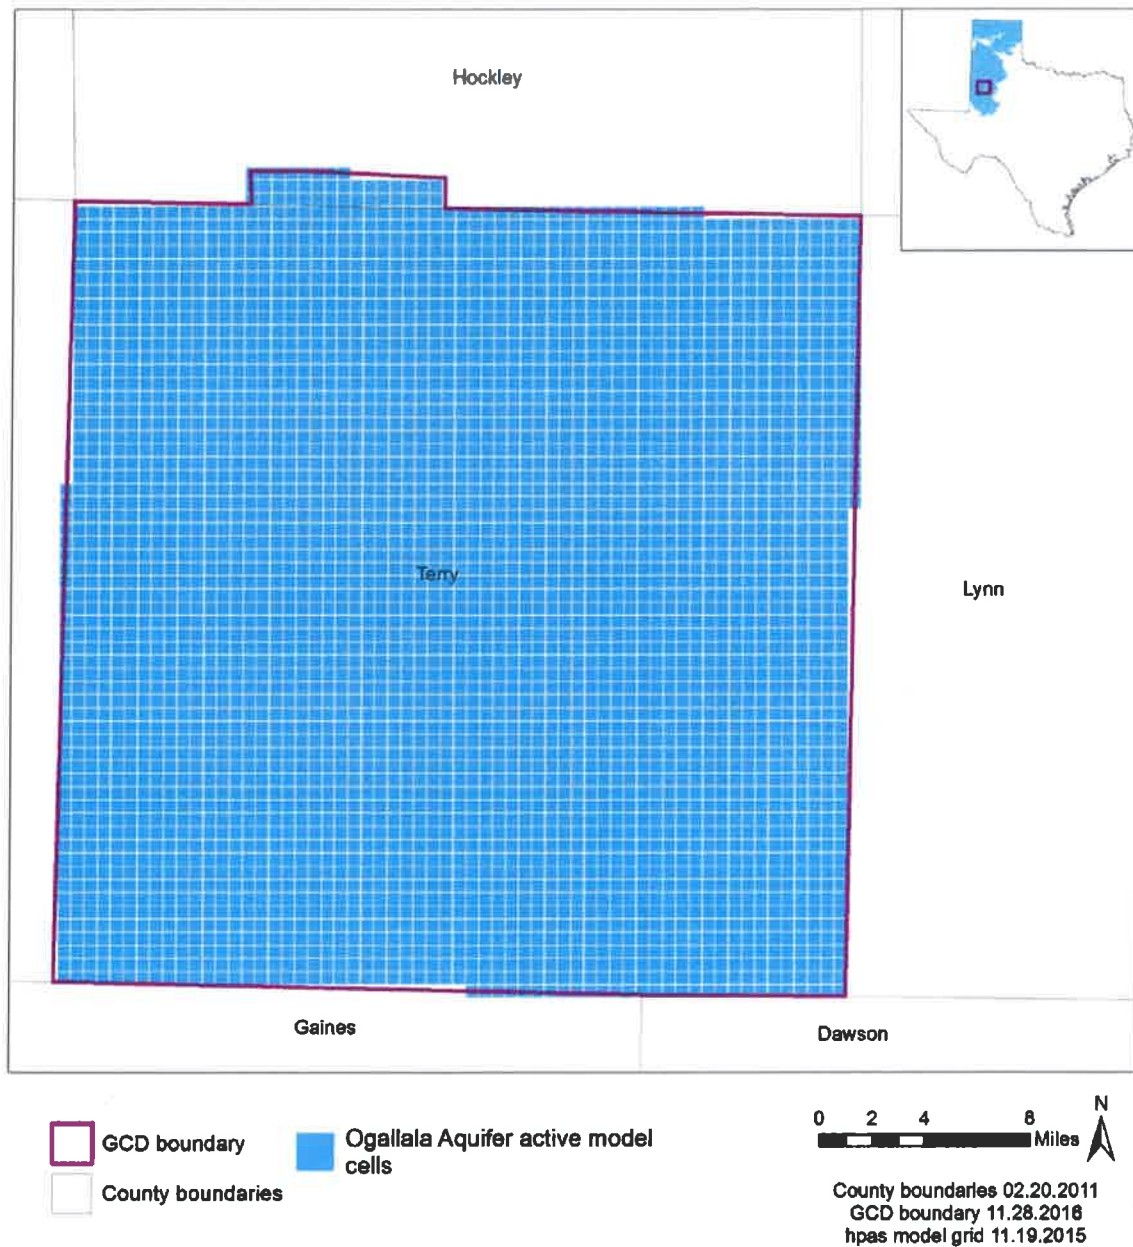 Hockley
Terry
Lynn
Gaines
Dawson
GCD boundary
County boundaries
Ogallala Aquifer active model
cells
0 2 4 8
Miles
N
County boundaries 02.20.2011
GCD boundary 11.28.2016
hpas model grid 11.19.2015